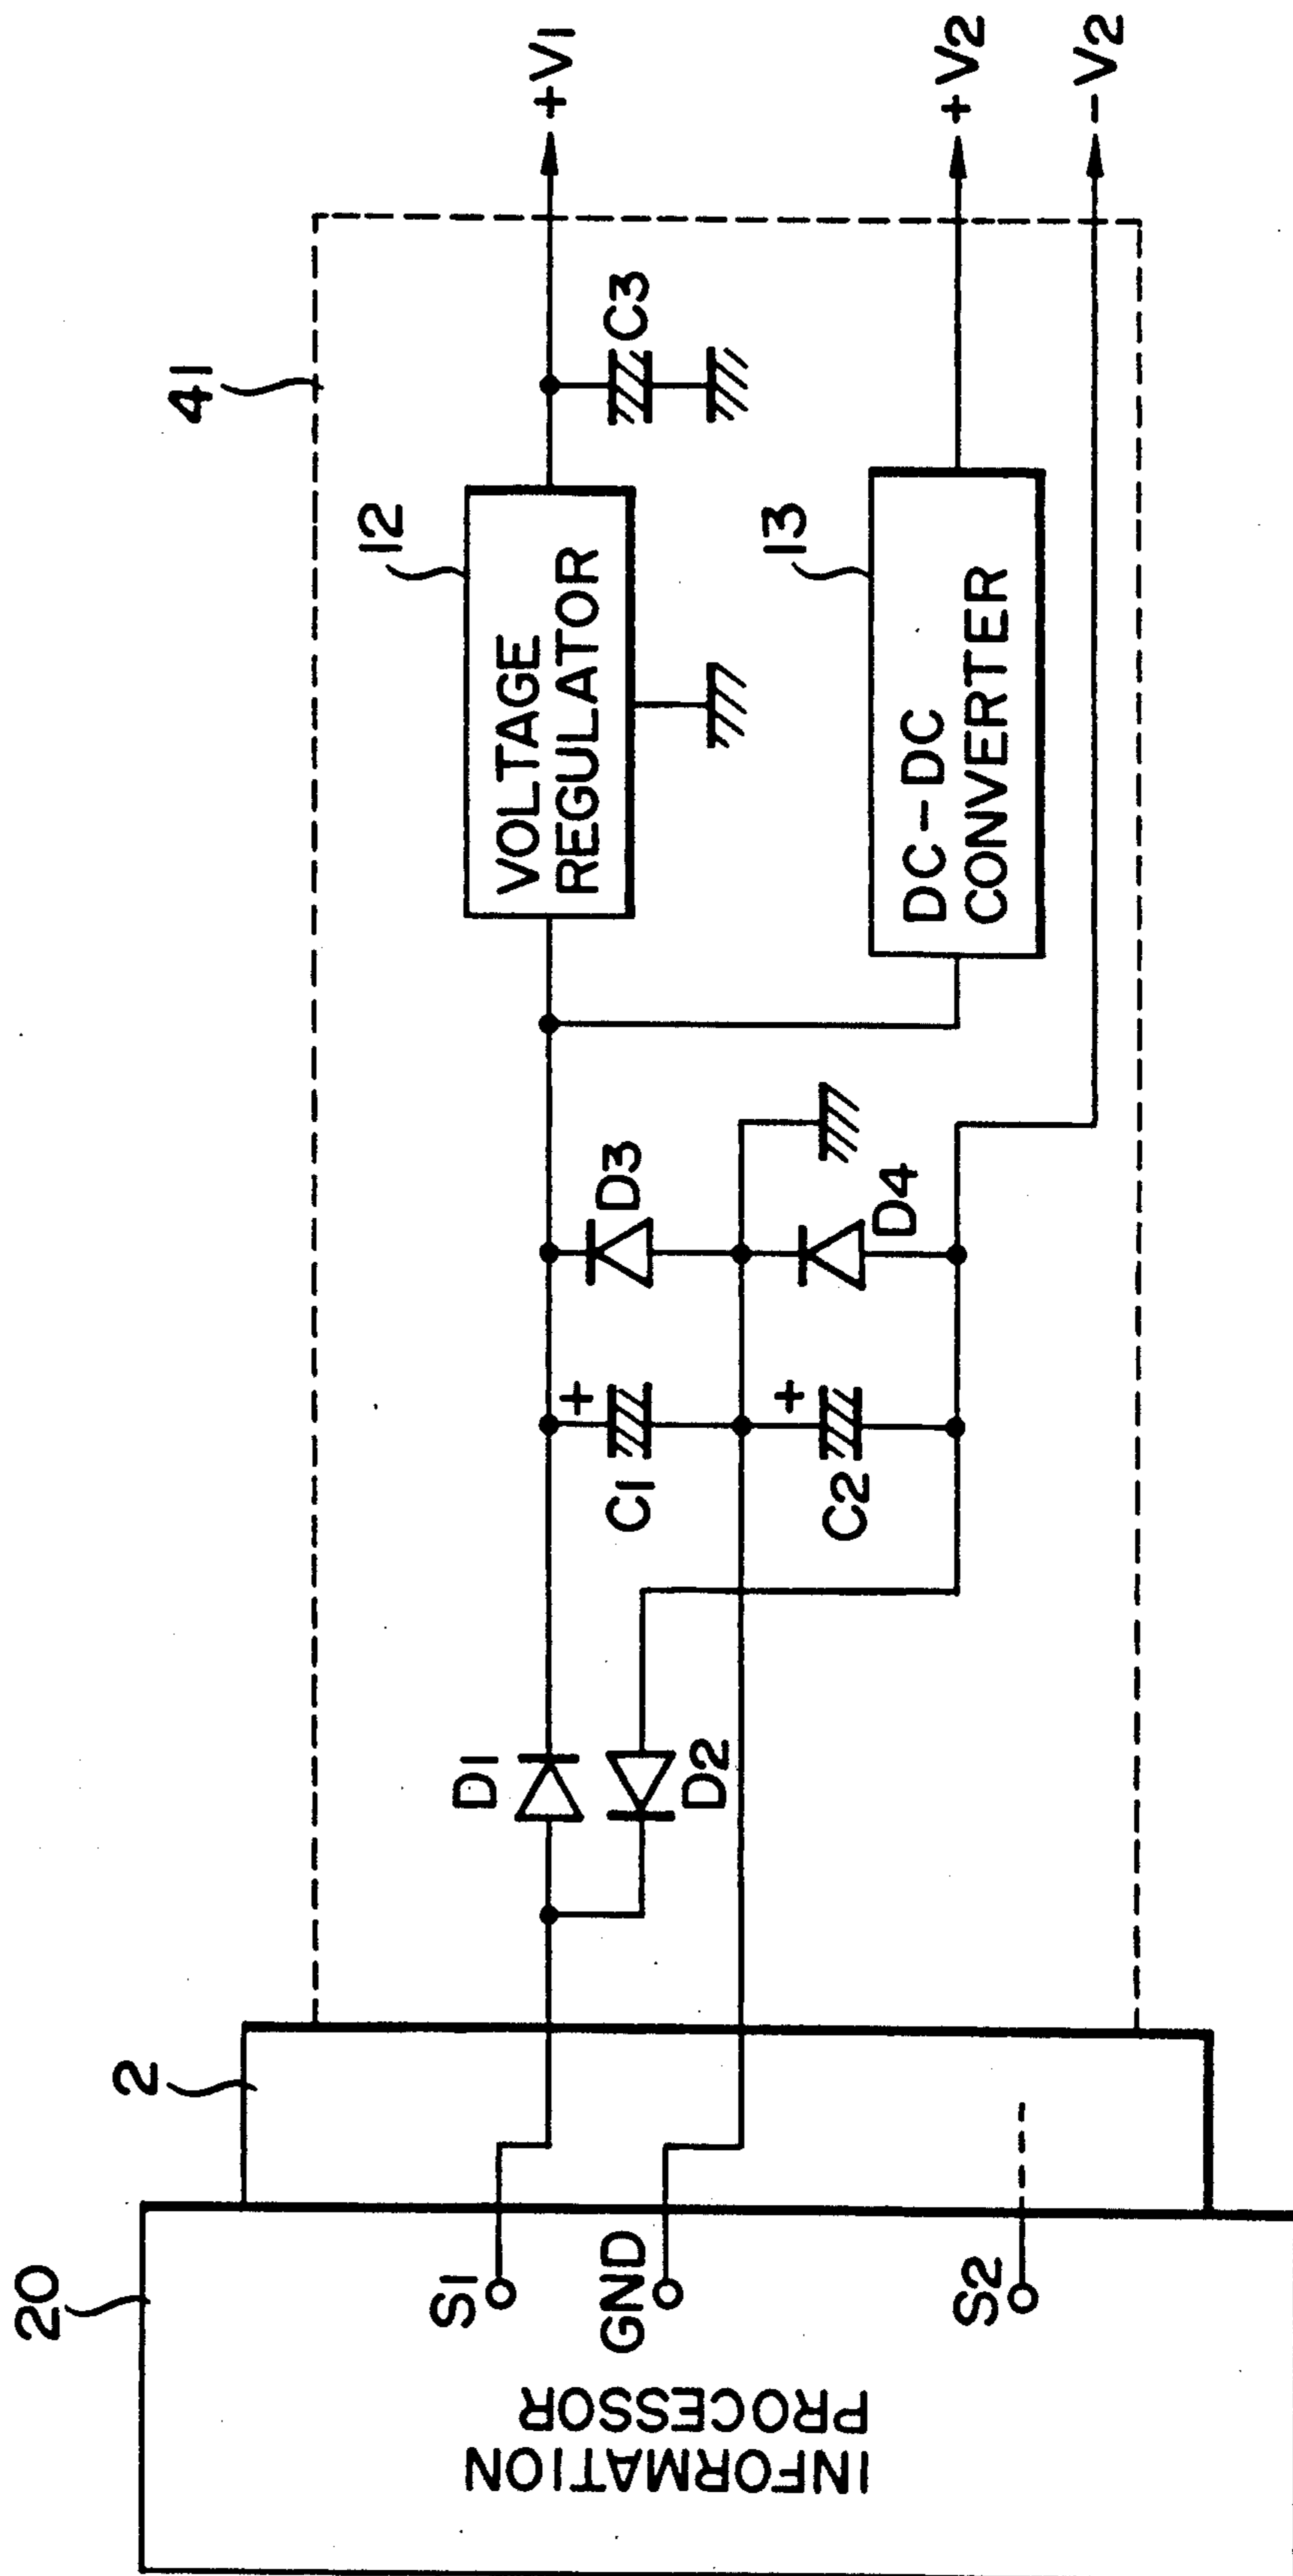 20
INFORMATION
PROCESSOR
S1
GND
S2
2
D1
D2
C1
+
C2
+
D3
D4
41
12
VOLTAGE
REGULATOR
13
DC-DC
CONVERTER
C3
+V1
+V2
-V2